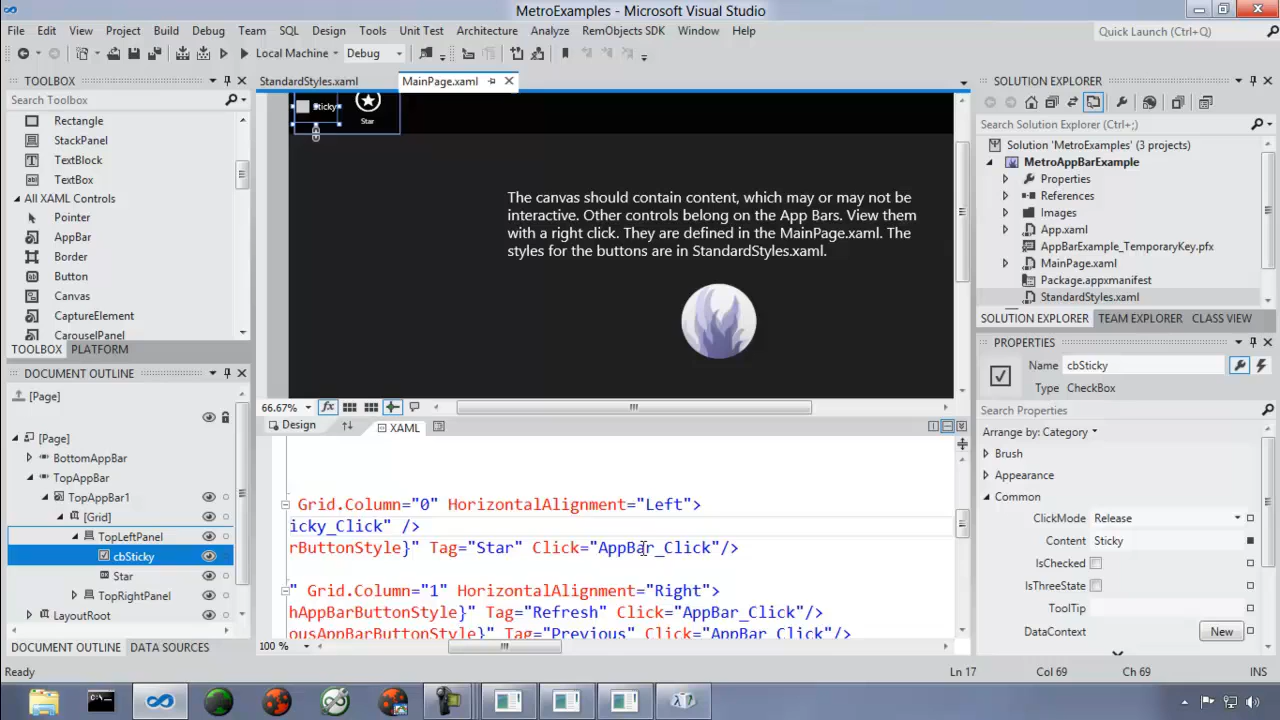 MetroExamples - Microsoft Visual Studio
File Edit View Project Build Debug Team SQL Design Tools Unit Test Architecture Analyze RemObjects SDK Window Help
Quick Launch (Ctrl+;)
Local Machine Debug
TOOLBOX
Search Toolbox
Rectangle
StackPanel
TextBlock
TextBox
All XAML Controls
Pointer
AppBar
Border
Button
Canvas
CaptureElement
CarouselPanel
TOOLBOX PLATFORM
DOCUMENT OUTLINE
[Page]
[Page]
BottomAppBar
TopAppBar
TopAppBar1
[Grid]
TopLeftPanel
cbSticky
Star
TopRightPanel
LayoutRoot
DOCUMENT OUTLINE DATA SOURCES
StandardStyles.xaml MainPage.xaml
Sticky
Star
The canvas should contain content, which may or may not be
interactive. Other controls belong on the App Bars. View them
with a right click. They are defined in the MainPage.xaml. The
styles for the buttons are in StandardStyles.xaml.
66.67%
Design XAML
Grid.Column="0" HorizontalAlignment="Left">
icky_Click" />
rButtonStyle}" Tag="Star" Click="AppBar_Click"/>
" Grid.Column="1" HorizontalAlignment="Right">
hAppBarButtonStyle}" Tag="Refresh" Click="AppBar_Click"/>
ousAppBarButtonStyle}" Tag="Previous" Click="AppBar_Click"/>
100 %
SOLUTION EXPLORER
Search Solution Explorer (Ctrl+;)
Solution 'MetroExamples' (3 projects)
MetroAppBarExample
Properties
References
Images
App.xaml
AppBarExample_TemporaryKey.pfx
MainPage.xaml
Package.appxmanifest
StandardStyles.xaml
SOLUTION EXPLORER TEAM EXPLORER CLASS VIEW
PROPERTIES
Name cbSticky
Type CheckBox
Search Properties
Arrange by: Category
Brush
Appearance
Common
ClickMode Release
Content Sticky
IsChecked
IsThreeState
ToolTip
DataContext New
Ready Ln 17 Col 69 Ch 69 INS